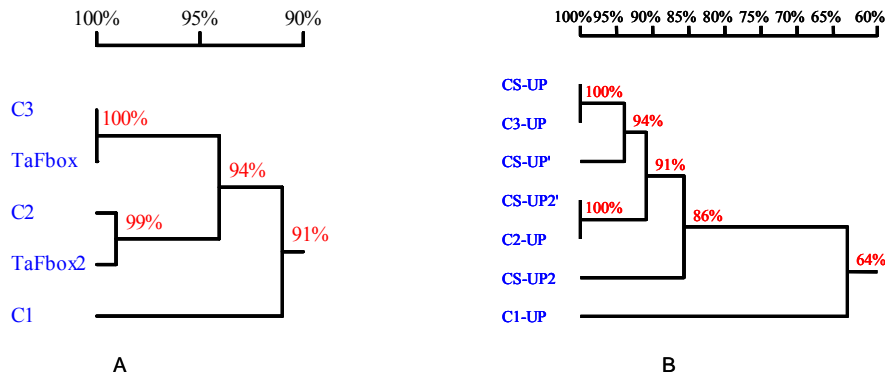 100% 95% 90%
C3
100%
TaFbox
94%
C2
99%
TaFbox2
91%
C1
A
100% 95% 90% 85% 80% 75% 70% 65% 60%
CS-UP
100%
C3-UP
94%
CS-UP'
91%
CS-UP2'
100%
86%
C2-UP
64%
CS-UP2
C1-UP
B